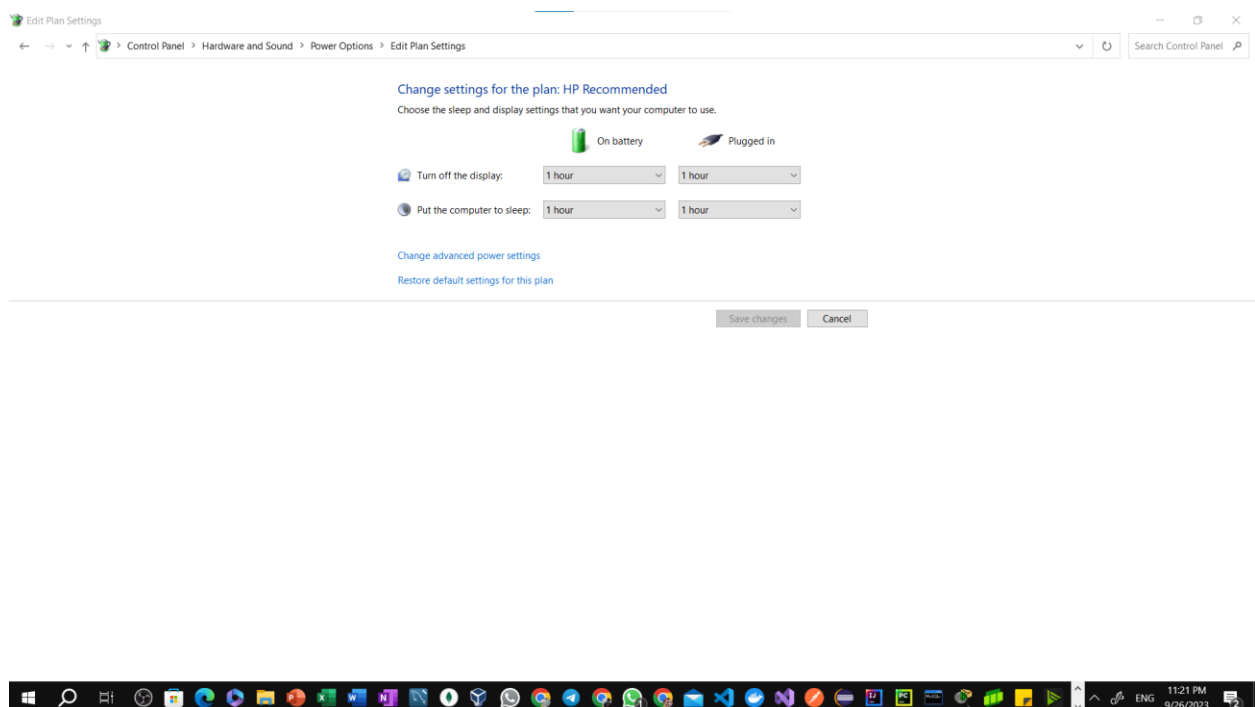 Edit Plan Settings
Control Panel > Hardware and Sound > Power Options > Edit Plan Settings
Search Control Panel
Change settings for the plan: HP Recommended
Choose the sleep and display settings that you want your computer to use.
On battery
Plugged in
Turn off the display:
1 hour
1 hour
Put the computer to sleep:
1 hour
1 hour
Change advanced power settings
Restore default settings for this plan
Save changes
Cancel
ENG
11:21 PM
9/26/2023